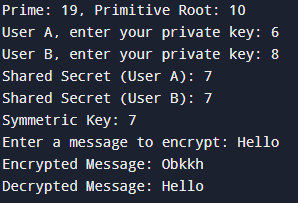 Prime: 19, Primitive Root: 10
User A, enter your private key: 6
User B, enter your private key: 8
Shared Secret (User A): 7
Shared Secret (User B): 7
Symmetric Key: 7
Enter a message to encrypt: Hello
Encrypted Message: Obkkh
Decrypted Message: Hello